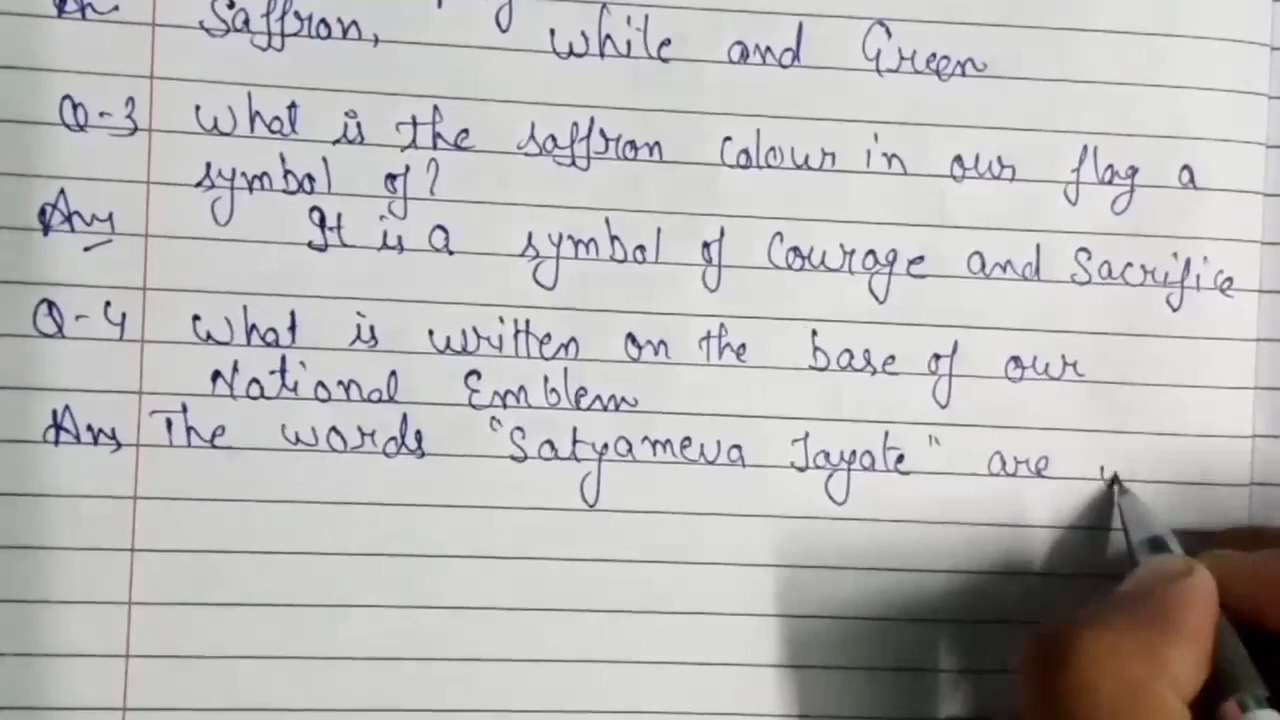 Saffron, while and Green
Q-3 What is the saffron colour in our flag a
symbol of?
Ans It is a symbol of Courage and Sacrifice
Q-4 What is written on the base of our
National Emblem
Ans The words "Satyameva Jayate" are